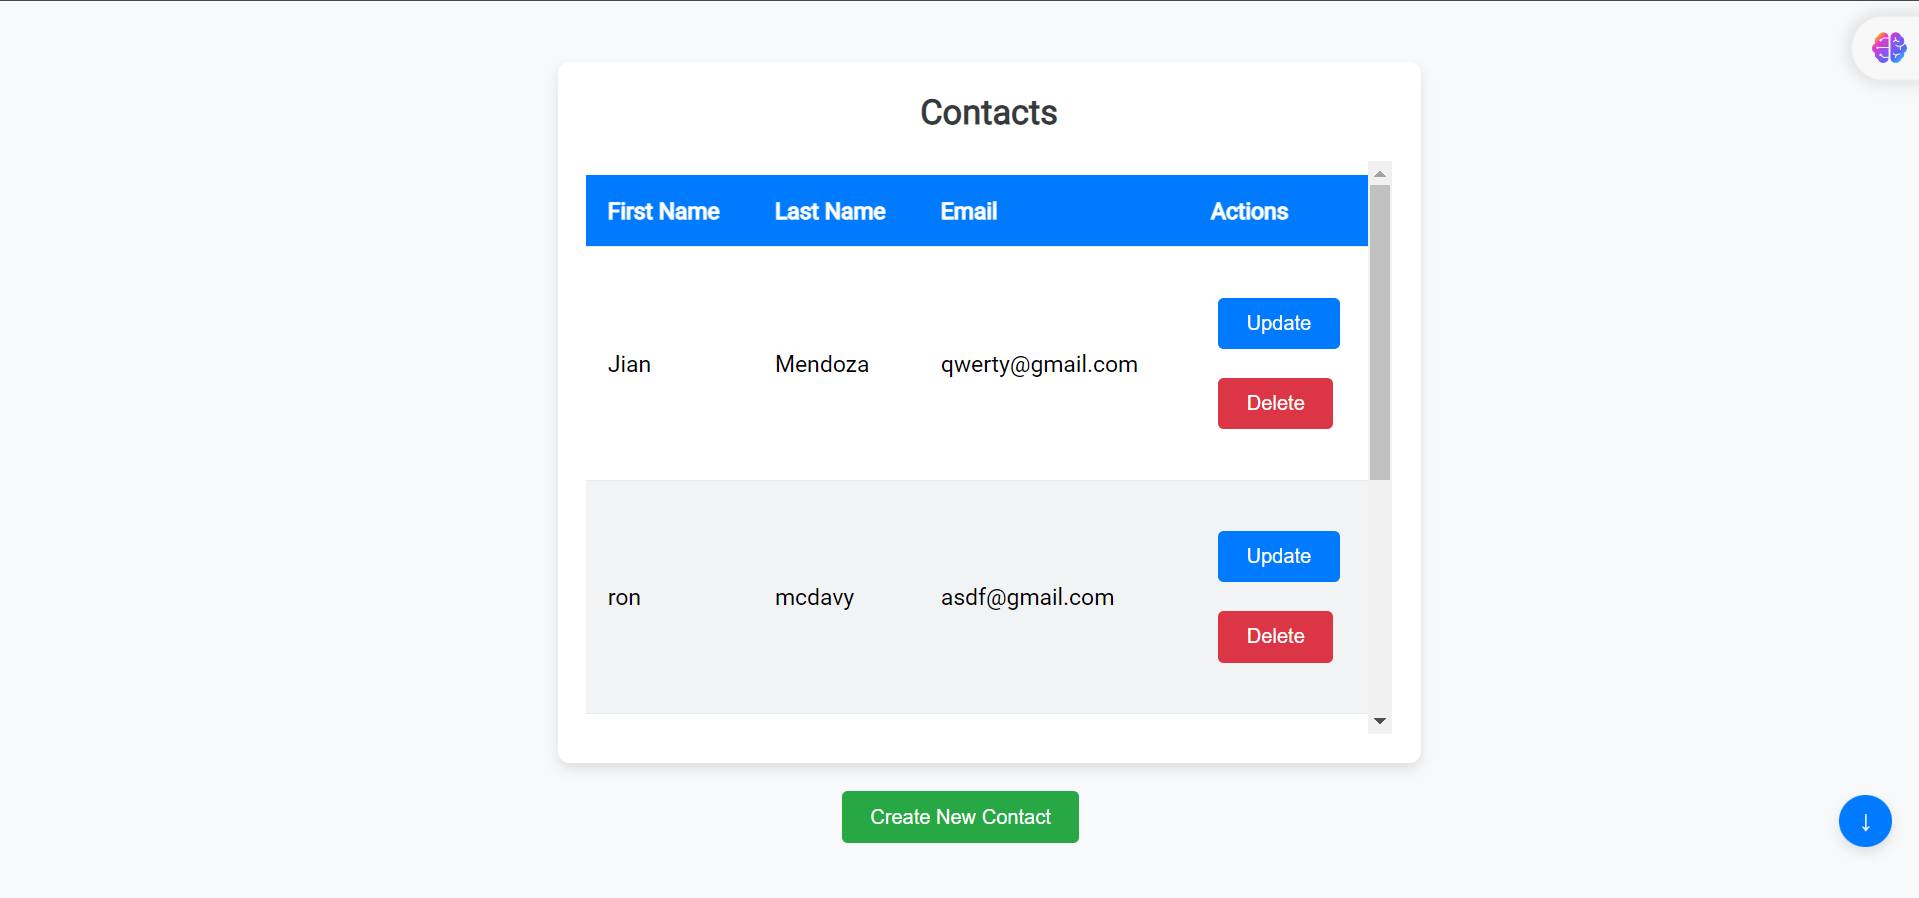 Contacts
First Name Last Name Email Actions
Update
Jian Mendoza qwerty@gmail.com
Delete
Update
ron mcdavy asdf@gmail.com
Delete
Create New Contact
↓